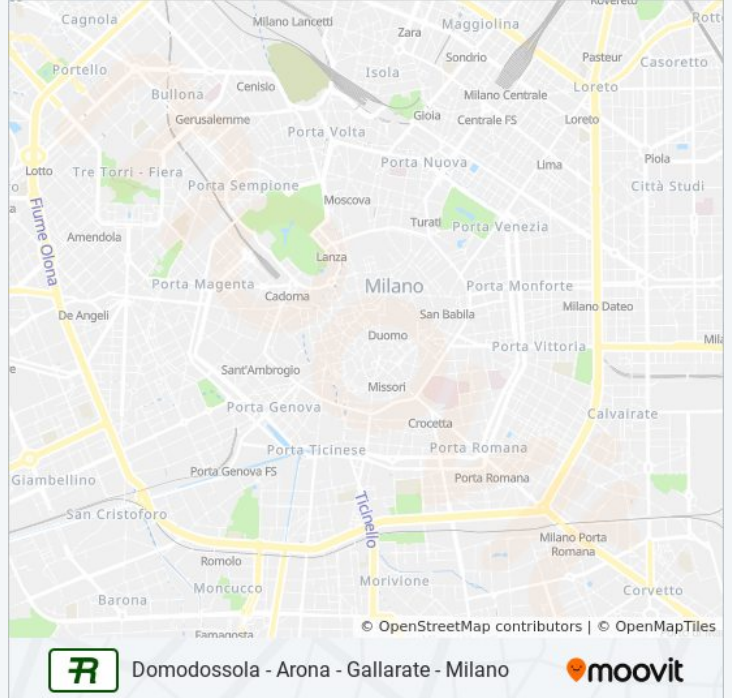 Rovereto
Cagnola
Milano Lancetti
Maggiolina
Zara
Sondrio
Pasteur
Casoretto
Isola
Portello
Cenisio
Bullona
Milano Centrale
Loreto
Gerusalemme
Gioia
Centrale FS
Loreto
Porta Volta
Porta Nuova
Lima
Piola
Lotto
Tre Torri - Fiera
Porta Sempione
Città Studi
Moscova
Turati
Porta Venezia
Fiume Olona
Amendola
Lanza
Porta Magenta
Milano
Porta Monforte
Cadorna
Milano Dateo
De Angeli
San Babila
Duomo
Porta Vittoria
Sant'Ambrogio
Missori
Porta Genova
Calvairate
Crocetta
Porta Ticinese
Porta Romana
Porta Genova FS
Porta Romana
Giambellino
San Cristoforo
Ticinello
Milano Porta
Romana
Romolo
Morivione
Moncucco
Corvetto
Barona
Famagosta
© OpenStreetMap contributors | © OpenMapTiles
R
Domodossola - Arona - Gallarate - Milano
moovit